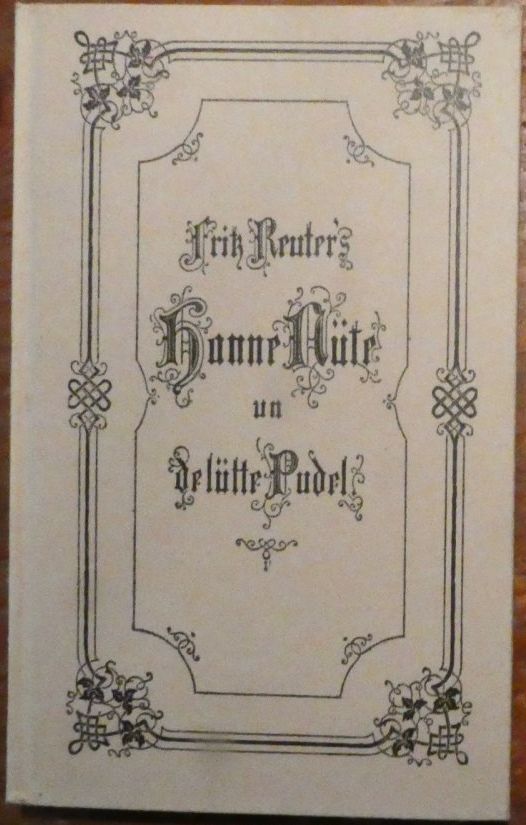 Fritz Reuter's
Hanne Nüte
un
de lütte Pudel.